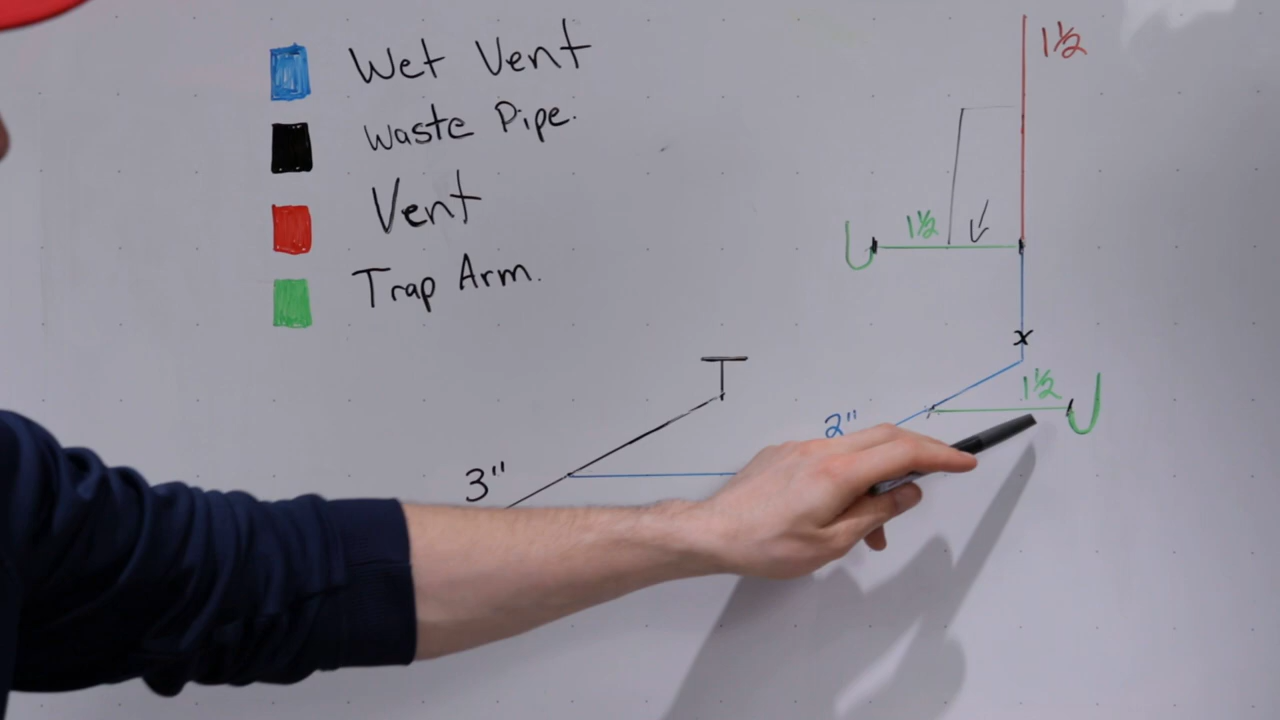 Wet Vent
Waste Pipe.
Vent
Trap Arm.
1½
1½
1½
2"
3"
x